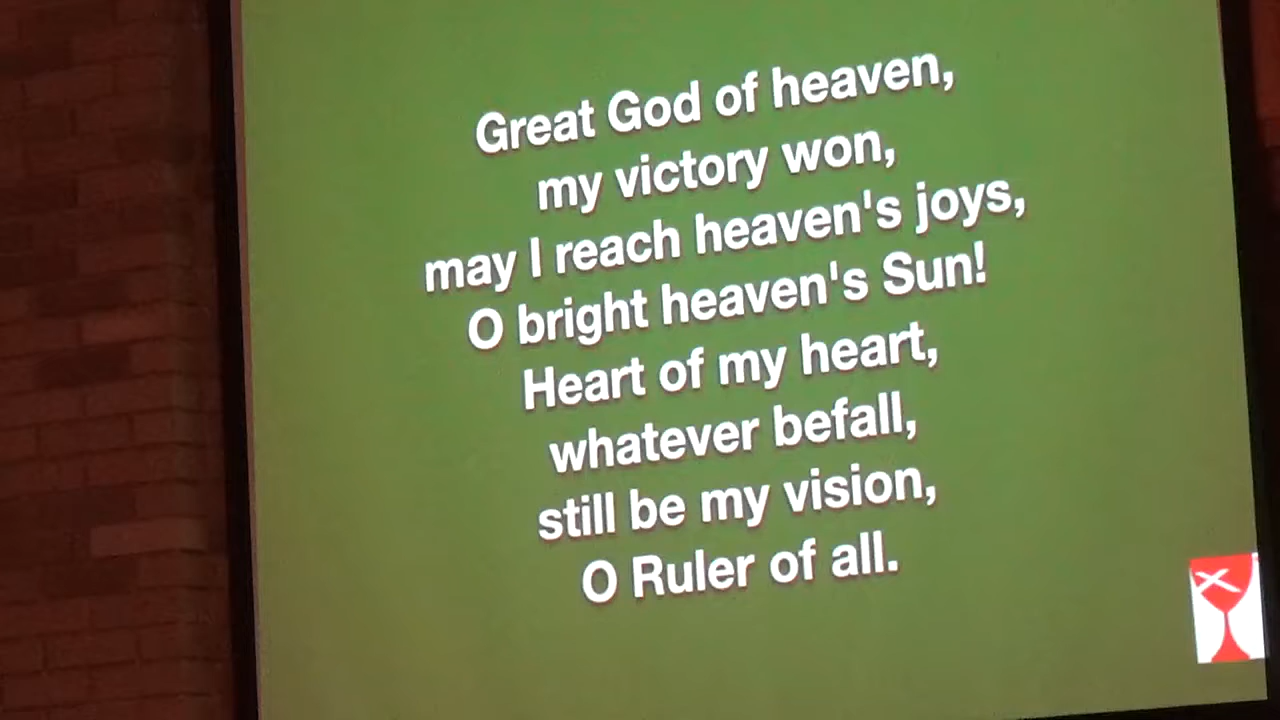 Great God of heaven,
my victory won,
may I reach heaven's joys,
O bright heaven's Sun!
Heart of my heart,
whatever befall,
still be my vision,
O Ruler of all.